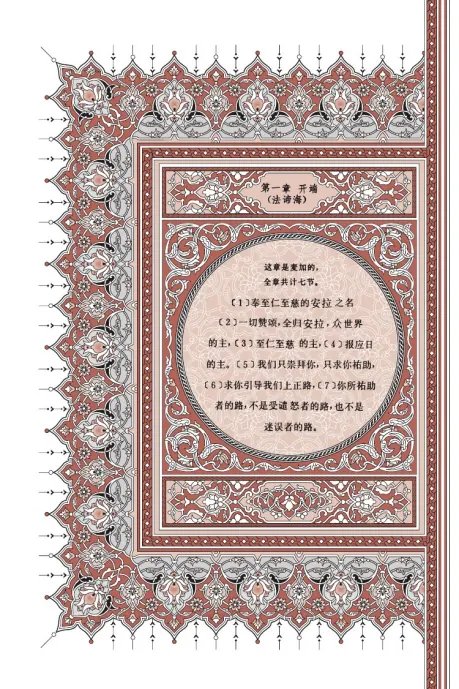 第一章 开端
(法谛海)
这章是麦加的,
全章共计七节。
〔1〕奉至仁至慈的安拉之名
〔2〕一切赞颂,全归安拉,众世界
的主,〔3〕至仁至慈的主,〔4〕报应日
的主。〔5〕我们只崇拜你,只求你祐助,
〔6〕求你引导我们上正路,〔7〕你所祐助
者的路,不是受谴怒者的路,也不是
迷误者的路。